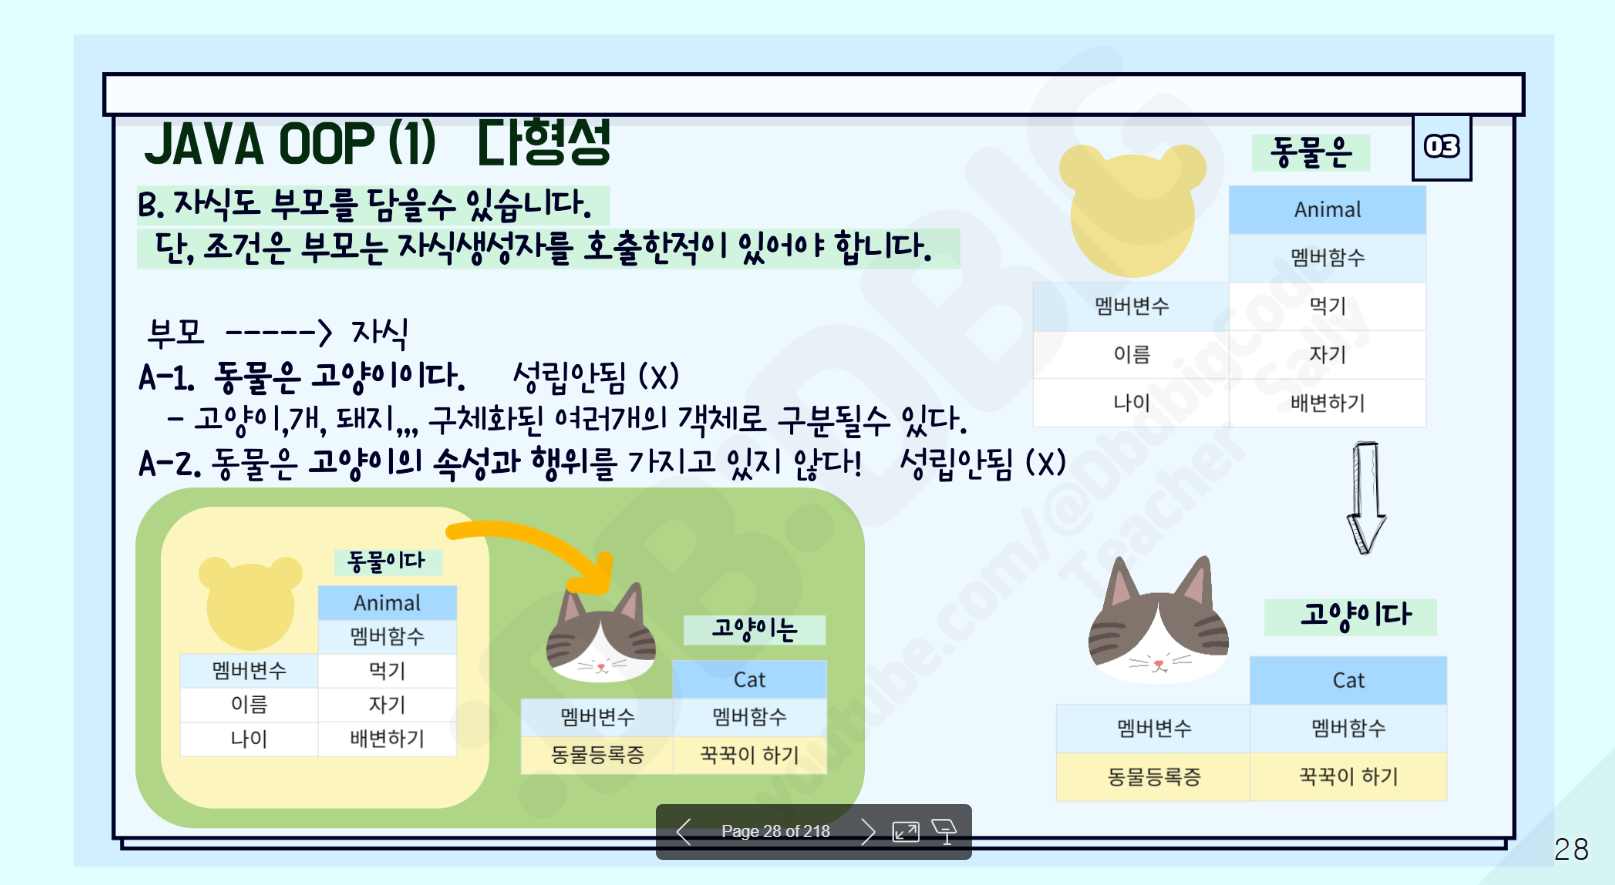 JAVA OOP (1) 다형성
03
B. 자식도 부모를 담을수 있습니다.
단, 조건은 부모는 자식생성자를 호출한적이 있어야 합니다.
부모 -----> 자식
A-1. 동물은 고양이이다. 성립안됨 (X)
- 고양이,개, 돼지,,,, 구체화된 여러개의 객체로 구분될수 있다.
A-2. 동물은 고양이의 속성과 행위를 가지고 있지 않다! 성립안됨 (X)
동물이다
Animal
멤버함수
멤버변수 먹기
이름 자기
나이 배변하기
고양이는
Cat
멤버변수 멤버함수
동물등록증 꾹꾹이 하기
동물은
Animal
멤버함수
멤버변수 먹기
이름 자기
나이 배변하기
고양이다
Cat
멤버변수 멤버함수
동물등록증 꾹꾹이 하기
DB.DBIG
youtube.com/@DbdbigCode
Teacher Sally
Page 28 of 218
28